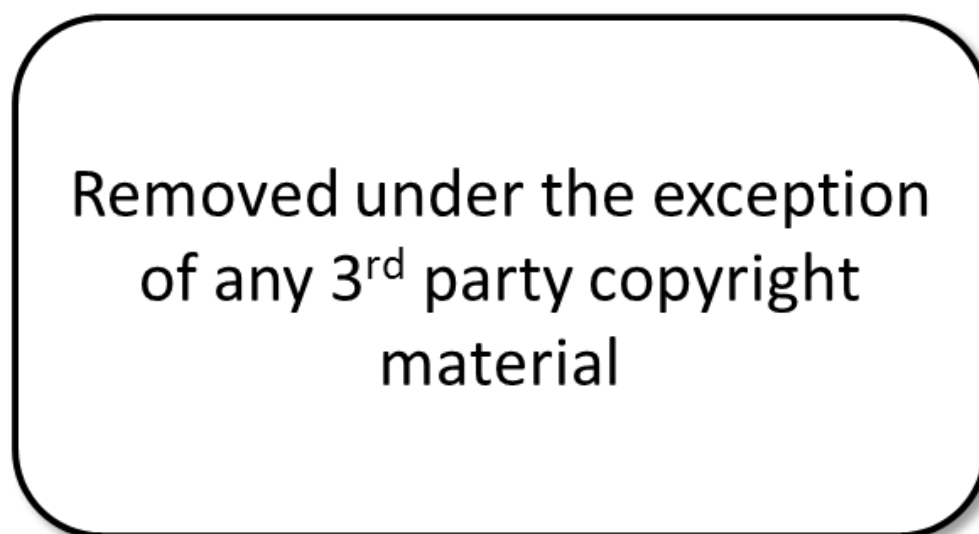 Removed under the exception
of any 3rd party copyright
material